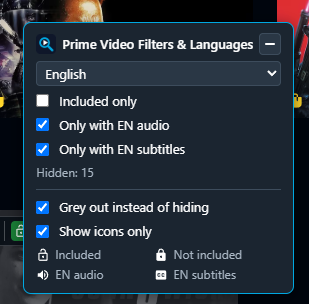 Prime Video Filters & Languages
English
Included only
Only with EN audio
Only with EN subtitles
Hidden: 15
Grey out instead of hiding
Show icons only
Included
Not included
EN audio
EN subtitles